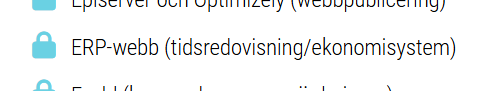 Episerver och Optimizely (webbpublicering)
ERP-webb (tidsredovisning/ekonomisystem)